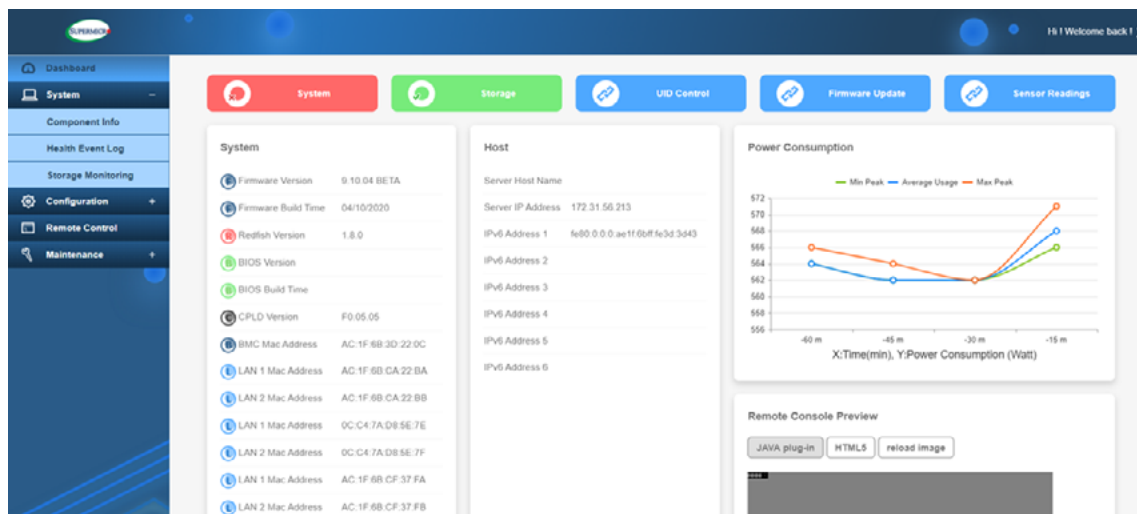 SUPERMICR
Hi ! Welcome back !
Dashboard
System −
Component Info
Health Event Log
Storage Monitoring
Configuration +
Remote Control
Maintenance +
System
Storage
UID Control
Firmware Update
Sensor Readings
System
Firmware Version 9.10.04 BETA
Firmware Build Time 04/10/2020
Redfish Version 1.8.0
BIOS Version
BIOS Build Time
CPLD Version F0.05.05
BMC Mac Address AC:1F:6B:3D:22:0C
LAN 1 Mac Address AC:1F:6B:CA:22:BA
LAN 2 Mac Address AC:1F:6B:CA:22:BB
LAN 1 Mac Address 0C:C4:7A:D8:5E:7E
LAN 2 Mac Address 0C:C4:7A:D8:5E:7F
LAN 1 Mac Address AC:1F:6B:CF:37:FA
LAN 2 Mac Address AC:1F:6B:CF:37:FB
Host
Server Host Name
Server IP Address 172.31.56.213
IPv6 Address 1 fe80:0:0:0:ae1f:6bff:fe3d:3d43
IPv6 Address 2
IPv6 Address 3
IPv6 Address 4
IPv6 Address 5
IPv6 Address 6
Power Consumption
Min Peak Average Usage Max Peak
572
570
568
566
564
562
560
558
556
-60 m -45 m -30 m -15 m
X:Time(min), Y:Power Consumption (Watt)
Remote Console Preview
JAVA plug-in HTML5 reload image